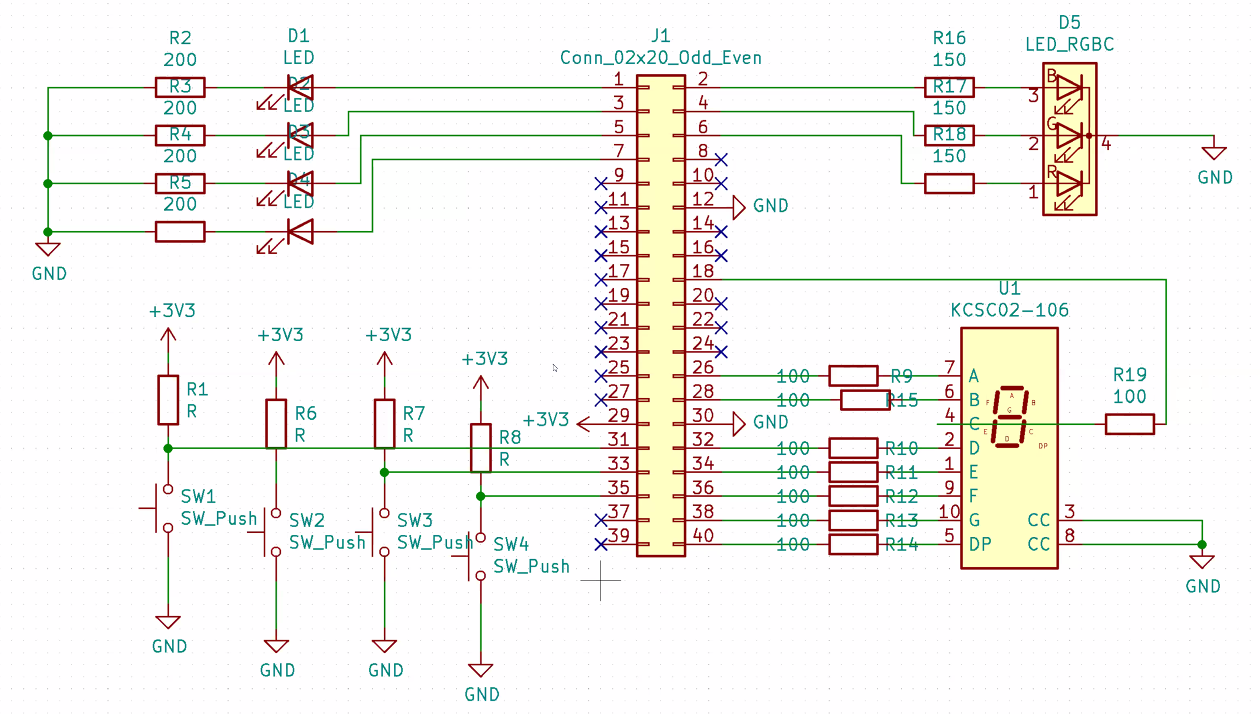 R2
200
R3
200
R4
200
R5
200
D1
LED
D2
LED
D3
LED
D4
LED
GND
J1
Conn_02x20_Odd_Even
1 2
3 4
5 6
7 8
9 10
11 12
13 14
15 16
17 18
19 20
21 22
23 24
25 26
27 28
29 30
31 32
33 34
35 36
37 38
39 40
GND
+3V3
GND
R16
150
R17
150
R18
150
D5
LED_RGBC
B
3
G
2
R
1
4
GND
+3V3
R1
R
SW1
SW_Push
GND
+3V3
R6
R
SW2
SW_Push
GND
+3V3
R7
R
SW3
SW_Push
GND
+3V3
R8
R
SW4
SW_Push
GND
100 R9
100 R15
100 R10
100 R11
100 R12
100 R13
100 R14
U1
KCSC02-106
7 A
6 B
4 C
2 D
1 E
9 F
10 G
5 DP
A
F B
G
E C
D
DP
CC 3
CC 8
R19
100
GND